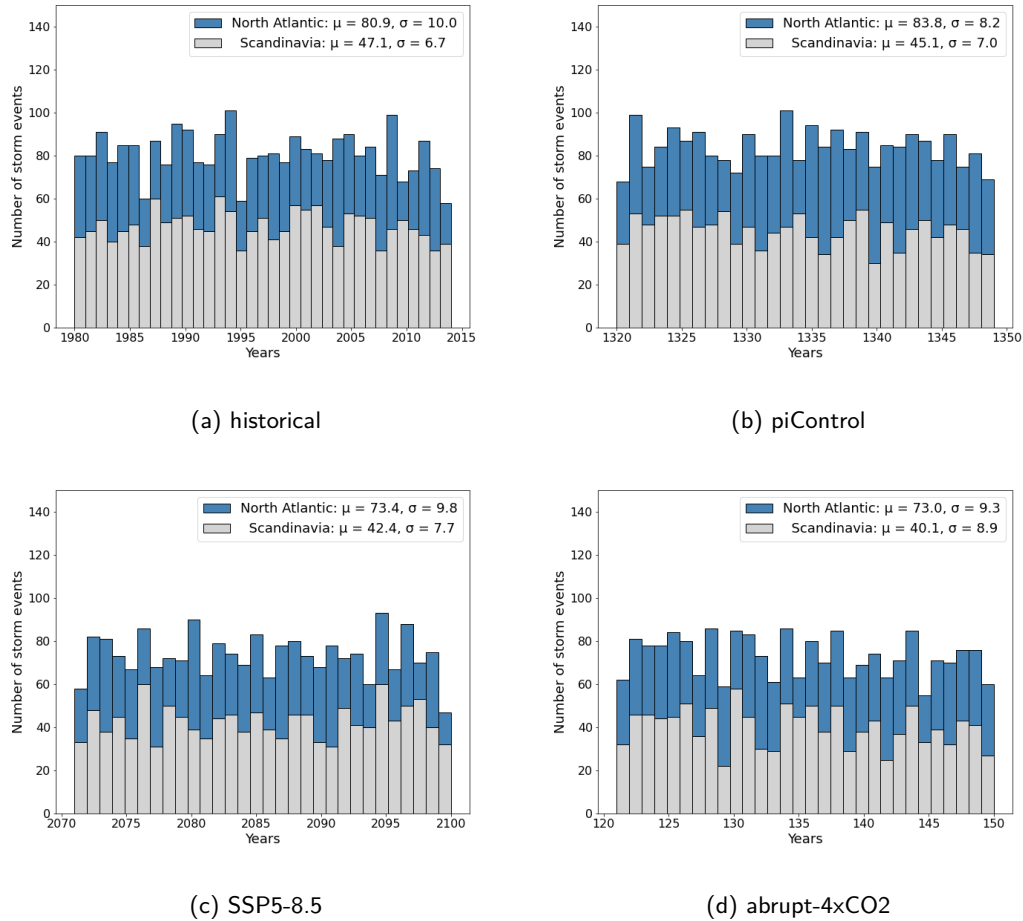 North Atlantic: μ = 80.9, σ = 10.0
Scandinavia: μ = 47.1, σ = 6.7
Number of storm events
140
120
100
80
60
40
20
0
1980 1985 1990 1995 2000 2005 2010 2015
Years
(a) historical
North Atlantic: μ = 83.8, σ = 8.2
Scandinavia: μ = 45.1, σ = 7.0
Number of storm events
140
120
100
80
60
40
20
0
1320 1325 1330 1335 1340 1345 1350
Years
(b) piControl
North Atlantic: μ = 73.4, σ = 9.8
Scandinavia: μ = 42.4, σ = 7.7
Number of storm events
140
120
100
80
60
40
20
0
2070 2075 2080 2085 2090 2095 2100
Years
(c) SSP5-8.5
North Atlantic: μ = 73.0, σ = 9.3
Scandinavia: μ = 40.1, σ = 8.9
Number of storm events
140
120
100
80
60
40
20
0
120 125 130 135 140 145 150
Years
(d) abrupt-4xCO2